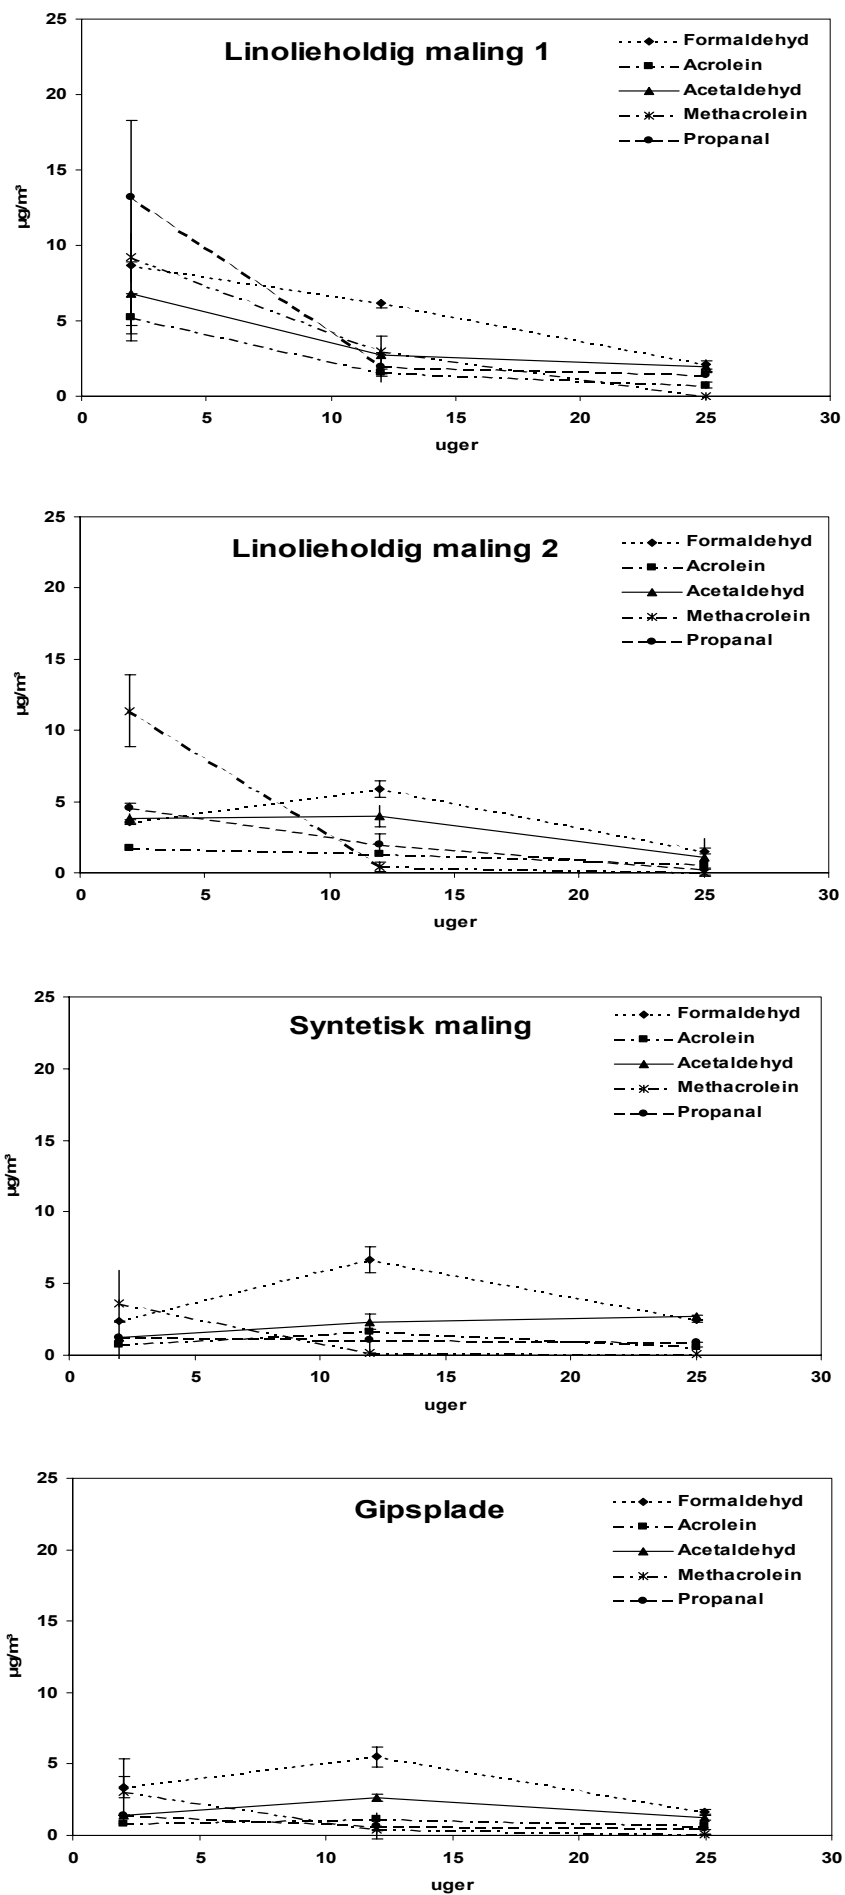 Linolieholdig maling 1
Formaldehyd
Acrolein
Acetaldehyd
Methacrolein
Propanal
µg/m³
25
20
15
10
5
0
0 5 10 15 20 25 30
uger
Linolieholdig maling 2
Formaldehyd
Acrolein
Acetaldehyd
Methacrolein
Propanal
µg/m³
25
20
15
10
5
0
0 5 10 15 20 25 30
uger
Syntetisk maling
Formaldehyd
Acrolein
Acetaldehyd
Methacrolein
Propanal
µg/m³
25
20
15
10
5
0
0 5 10 15 20 25 30
uger
Gipsplade
Formaldehyd
Acrolein
Acetaldehyd
Methacrolein
Propanal
µg/m³
25
20
15
10
5
0
0 5 10 15 20 25 30
uger